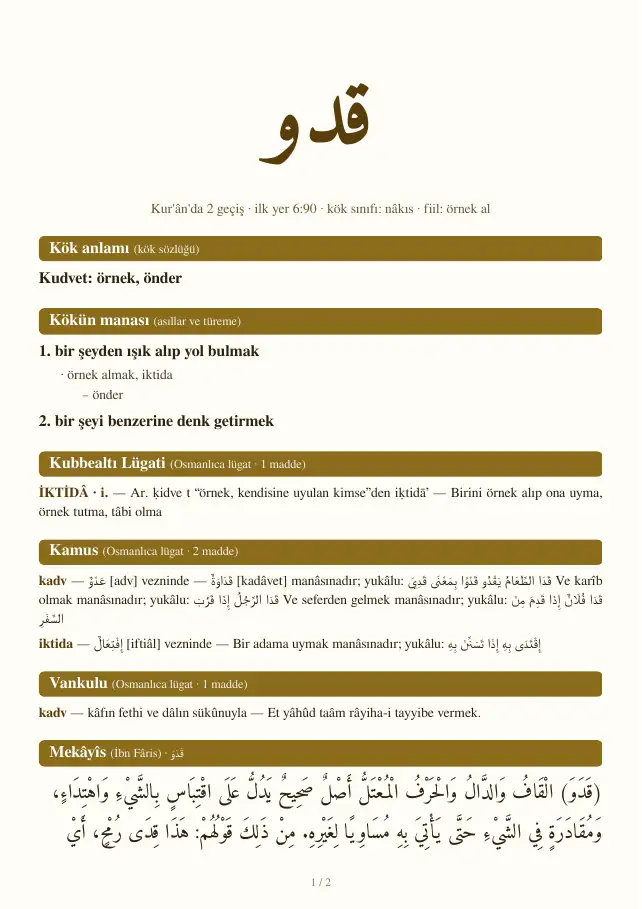 قدو
Kur'ân'da 2 geçiş · ilk yer 6:90 · kök sınıfı: nâkıs · fiil: örnek al
Kök anlamı (kök sözlüğü)
Kudvet: örnek, önder
Kökün manası (asıllar ve türeme)
1. bir şeyden ışık alıp yol bulmak
· örnek almak, iktida
– önder
2. bir şeyi benzerine denk getirmek
Kubbealtı Lügati (Osmanlıca lügat · 1 madde)
İKTİDÂ · i. — Ar. ḳidve t “örnek, kendisine uyulan kimse”den iḳtidā’ — Birini örnek alıp ona uyma,
örnek tutma, tâbi olma
Kamus (Osmanlıca lügat · 2 madde)
kadv — عَدْوٌ [adv] vezninde — قَدَاوَةٌ [kadâvet] manâsınadır; yukâlu: قَدَا الطَّعَامُ يَقْدُو قَدْوًا بِمَعْنَى قَدِيَ Ve karîb
olmak manâsınadır; yukâlu: قَدَا الرَّجُلُ إِذَا قَرُبَ Ve seferden gelmek manâsınadır; yukâlu: قَدَا فُلَانٌ إِذَا قَدِمَ مِنَ
السَّفَرِ
iktida — إِفْتِعَالٌ [iftiâl] vezninde — Bir adama uymak manâsınadır; yukâlu: إِقْتَدَى بِهِ إِذَا تَسَنَّنَ بِهِ
Vankulu (Osmanlıca lügat · 1 madde)
kadv — kâfın fethi ve dâlın sükûnuyla — Et yâhûd taâm râyiha-i tayyibe vermek.
Mekâyîs (İbn Fâris) · قَدَوَ
(قَدَوَ) الْقَافُ وَالدَّالُ وَالْحَرْفُ الْمُعْتَلُّ أَصْلٌ صَحِيحٌ يَدُلُّ عَلَى اقْتِبَاسٍ بِالشَّيْءِ وَاهْتِدَاءٍ،
وَمُقَادَرَةٍ فِي الشَّيْءِ حَتَّى يَأْتِيَ بِهِ مُسَاوِيًا لِغَيْرِهِ. مِنْ ذَلِكَ قَوْلُهُمْ: هَذَا قِدَى رُمْحٍ، أَيْ
1 / 2